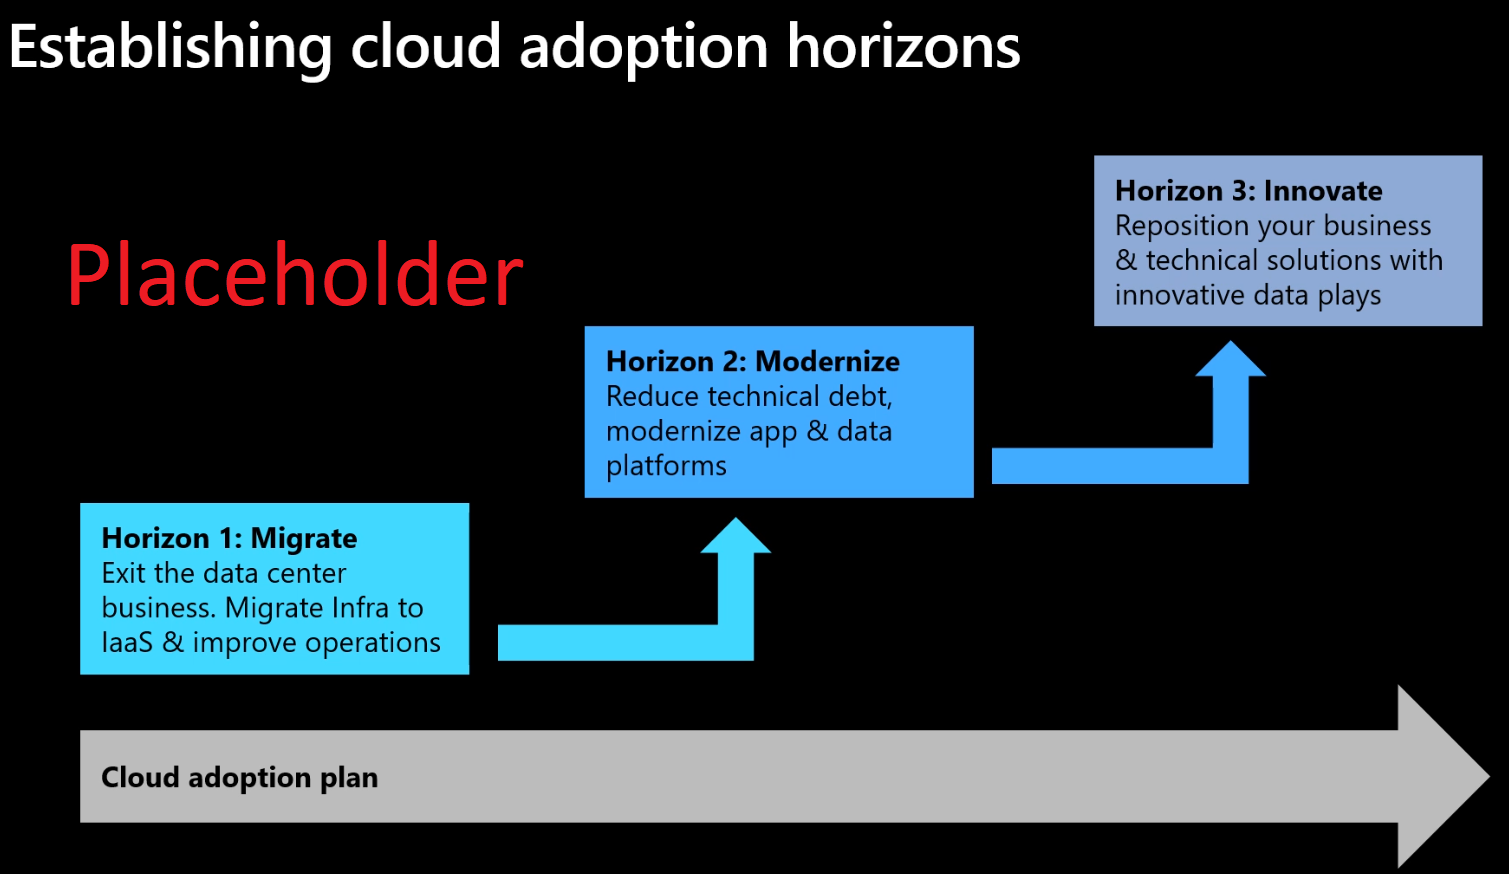 Establishing cloud adoption horizons
Placeholder
Horizon 3: Innovate
Reposition your business
& technical solutions with
innovative data plays
Horizon 2: Modernize
Reduce technical debt,
modernize app & data
platforms
Horizon 1: Migrate
Exit the data center
business. Migrate Infra to
IaaS & improve operations
Cloud adoption plan